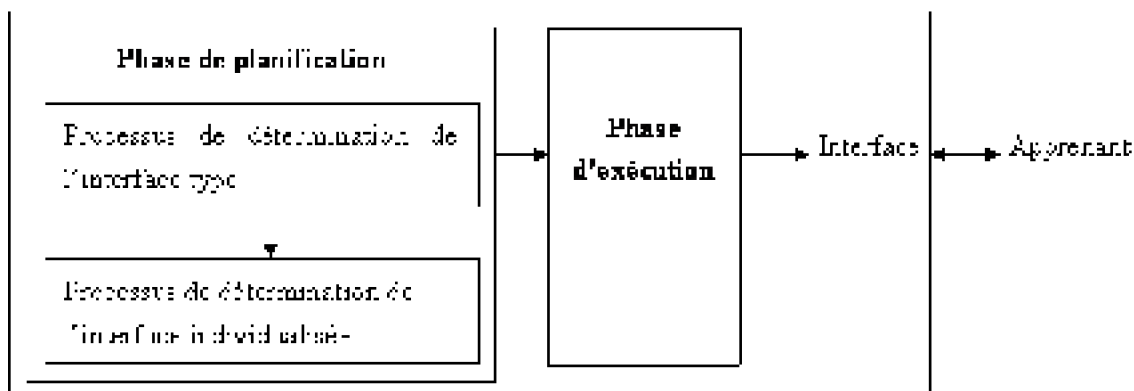 Phase de planification
Processus de détermination de
l'interface type
Processus de détermination de
l'interface individualisée
Phase
d'exécution
Interface
Apprenant